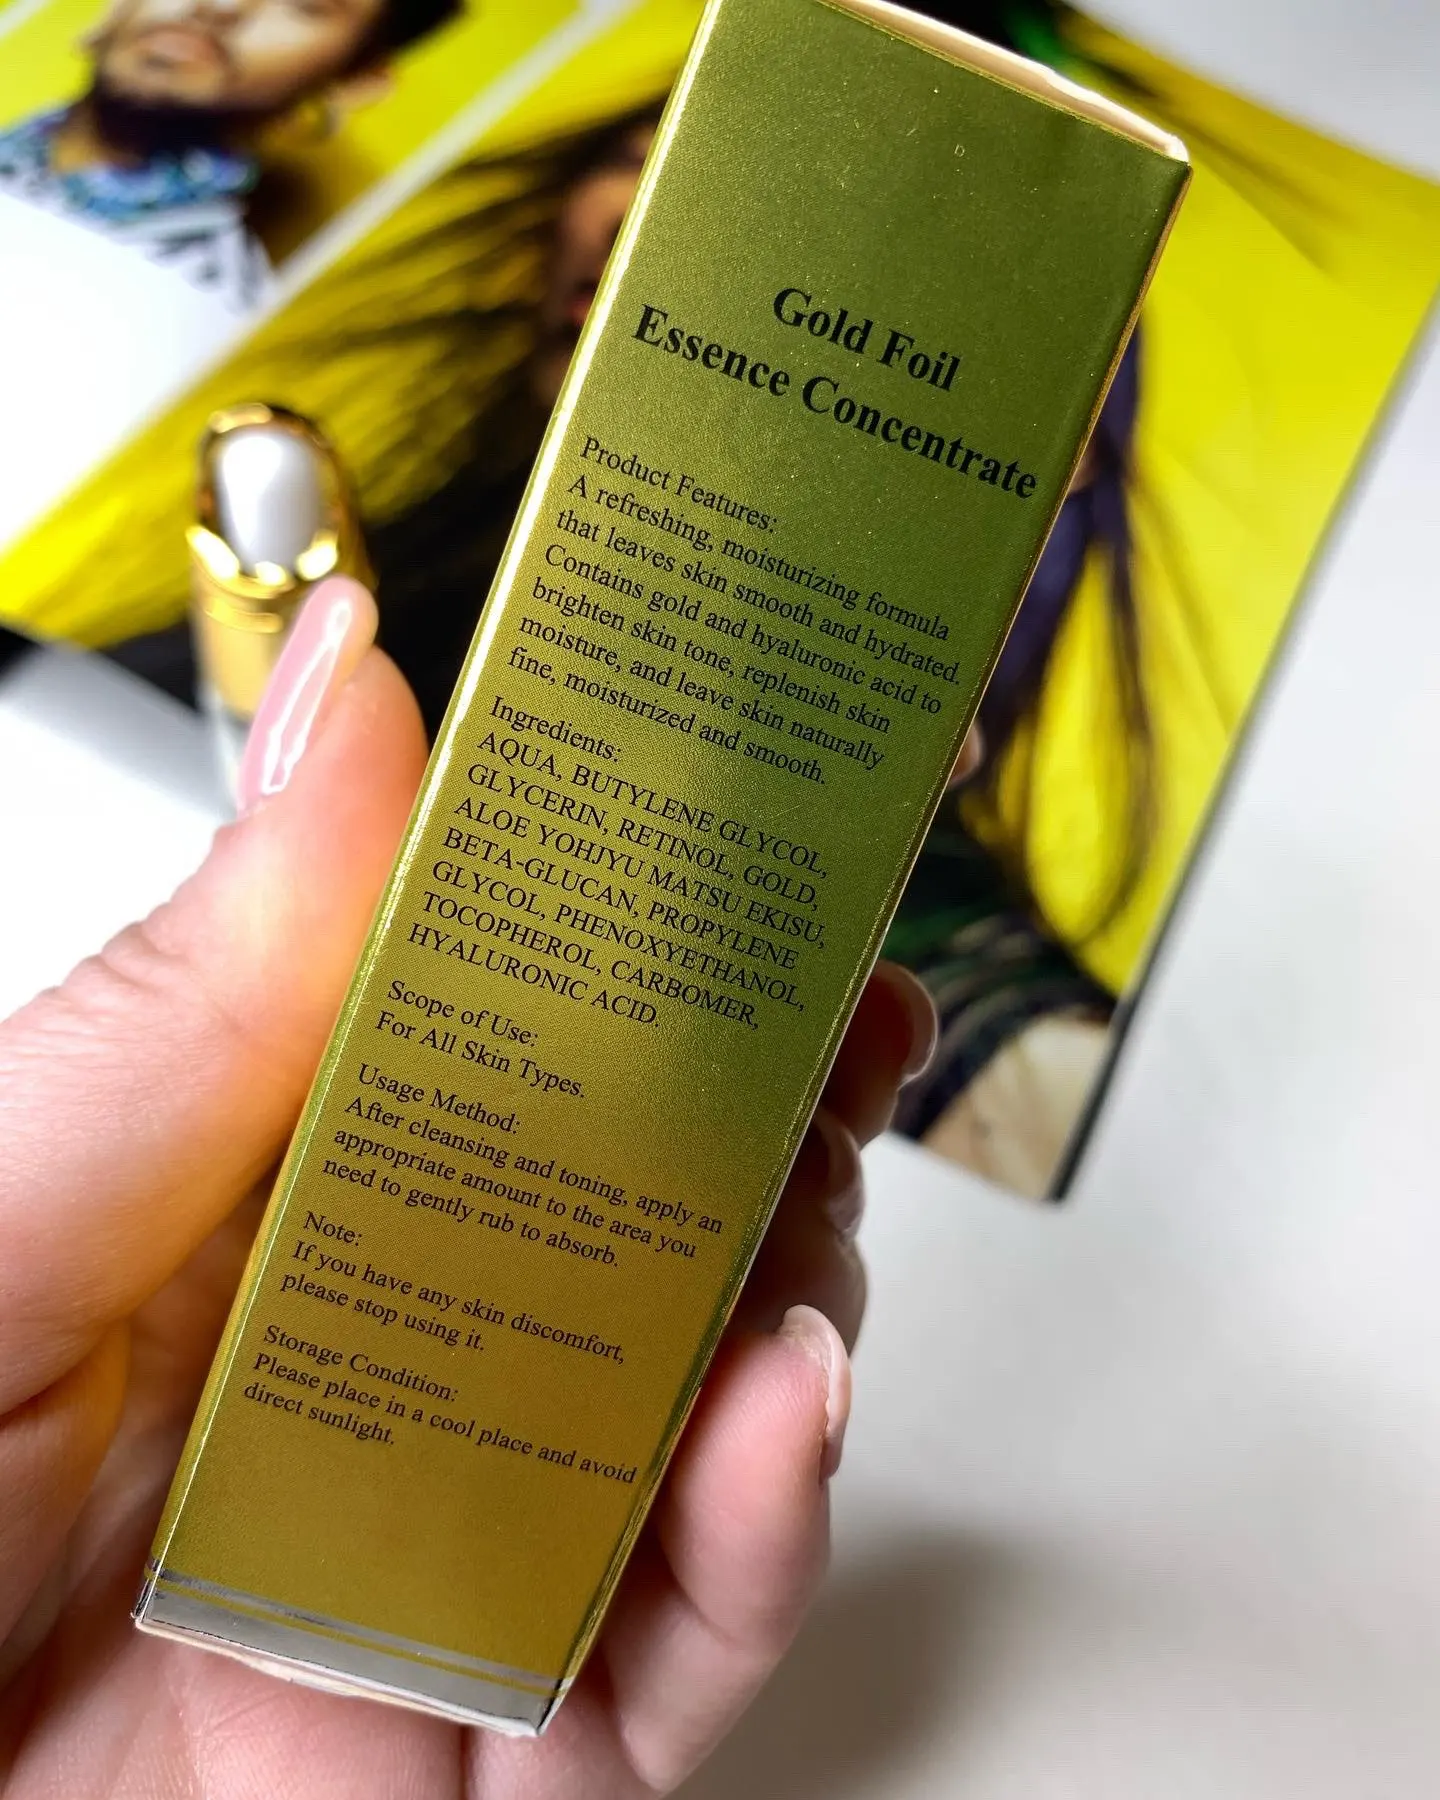 Gold Foil
Essence Concentrate
Product Features:
A refreshing, moisturizing formula
that leaves skin smooth and hydrated.
Contains gold and hyaluronic acid to
brighten skin tone, replenish skin
moisture, and leave skin naturally
fine, moisturized and smooth.
Ingredients:
AQUA, BUTYLENE GLYCOL,
GLYCERIN, RETINOL, GOLD,
ALOE YOHJYU MATSU EKISU,
BETA-GLUCAN, PROPYLENE
GLYCOL, PHENOXYETHANOL,
TOCOPHEROL, CARBOMER,
HYALURONIC ACID.
Scope of Use:
For All Skin Types.
Usage Method:
After cleansing and toning, apply an
appropriate amount to the area you
need to gently rub to absorb.
Note:
If you have any skin discomfort,
please stop using it.
Storage Condition:
Please place in a cool place and avoid
direct sunlight.